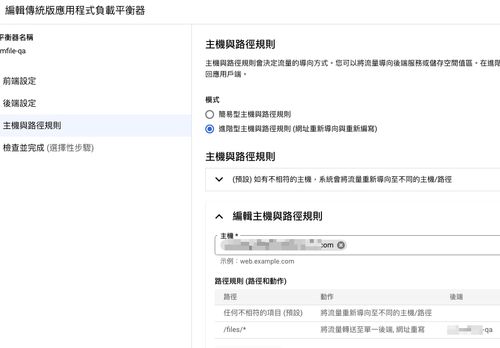 編輯傳統版應用程式負載平衡器
平衡器名稱
mfile-qa
前端設定
後端設定
主機與路徑規則
檢查並完成 (選擇性步驟)
主機與路徑規則
主機與路徑規則會決定流量的導向方式。您可以將流量導向後端服務或儲存空間值區。在進階
回應用戶端。
模式
簡易型主機與路徑規則
進階型主機與路徑規則 (網址重新導向與重新編寫)
主機與路徑規則
(預設) 如有不相符的主機，系統會將流量重新導向至不同的主機/路徑
編輯主機與路徑規則
主機 *
.com
示例：web.example.com
路徑規則 (路徑和動作)
路徑 動作 後端
任何不相符的項目 (預設) 將流量重新導向至不同的主機/路徑
/files/* 將流量轉送至單一後端, 網址重寫 -qa